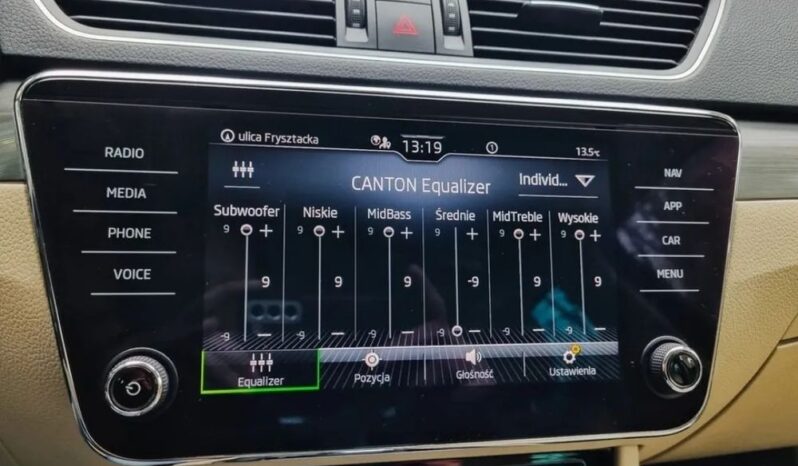 RADIO
MEDIA
PHONE
VOICE
ulica Frysztacka
13:19
1
13.5°C
CANTON Equalizer
Individ...
Subwoofer Niskie MidBass Średnie MidTreble Wysokie
9 + 9 + 9 + 9 + 9 + 9 +
9 9 9 -9 9 9
-9 — -9 — -9 — -9 — -9 — -9 —
Equalizer Pozycja Głośność Ustawienia
NAV
APP
CAR
MENU